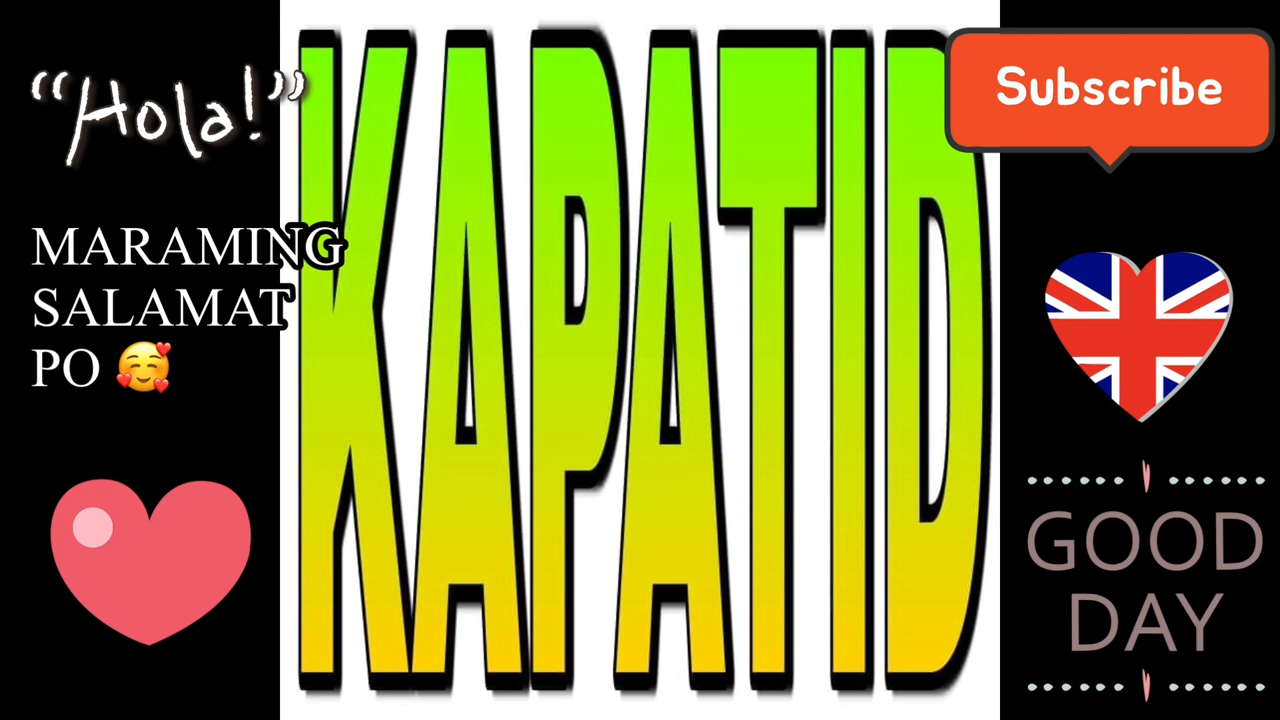 “Hola!”
MARAMING
SALAMAT
PO 🥰
KAPATID
Subscribe
GOOD
DAY